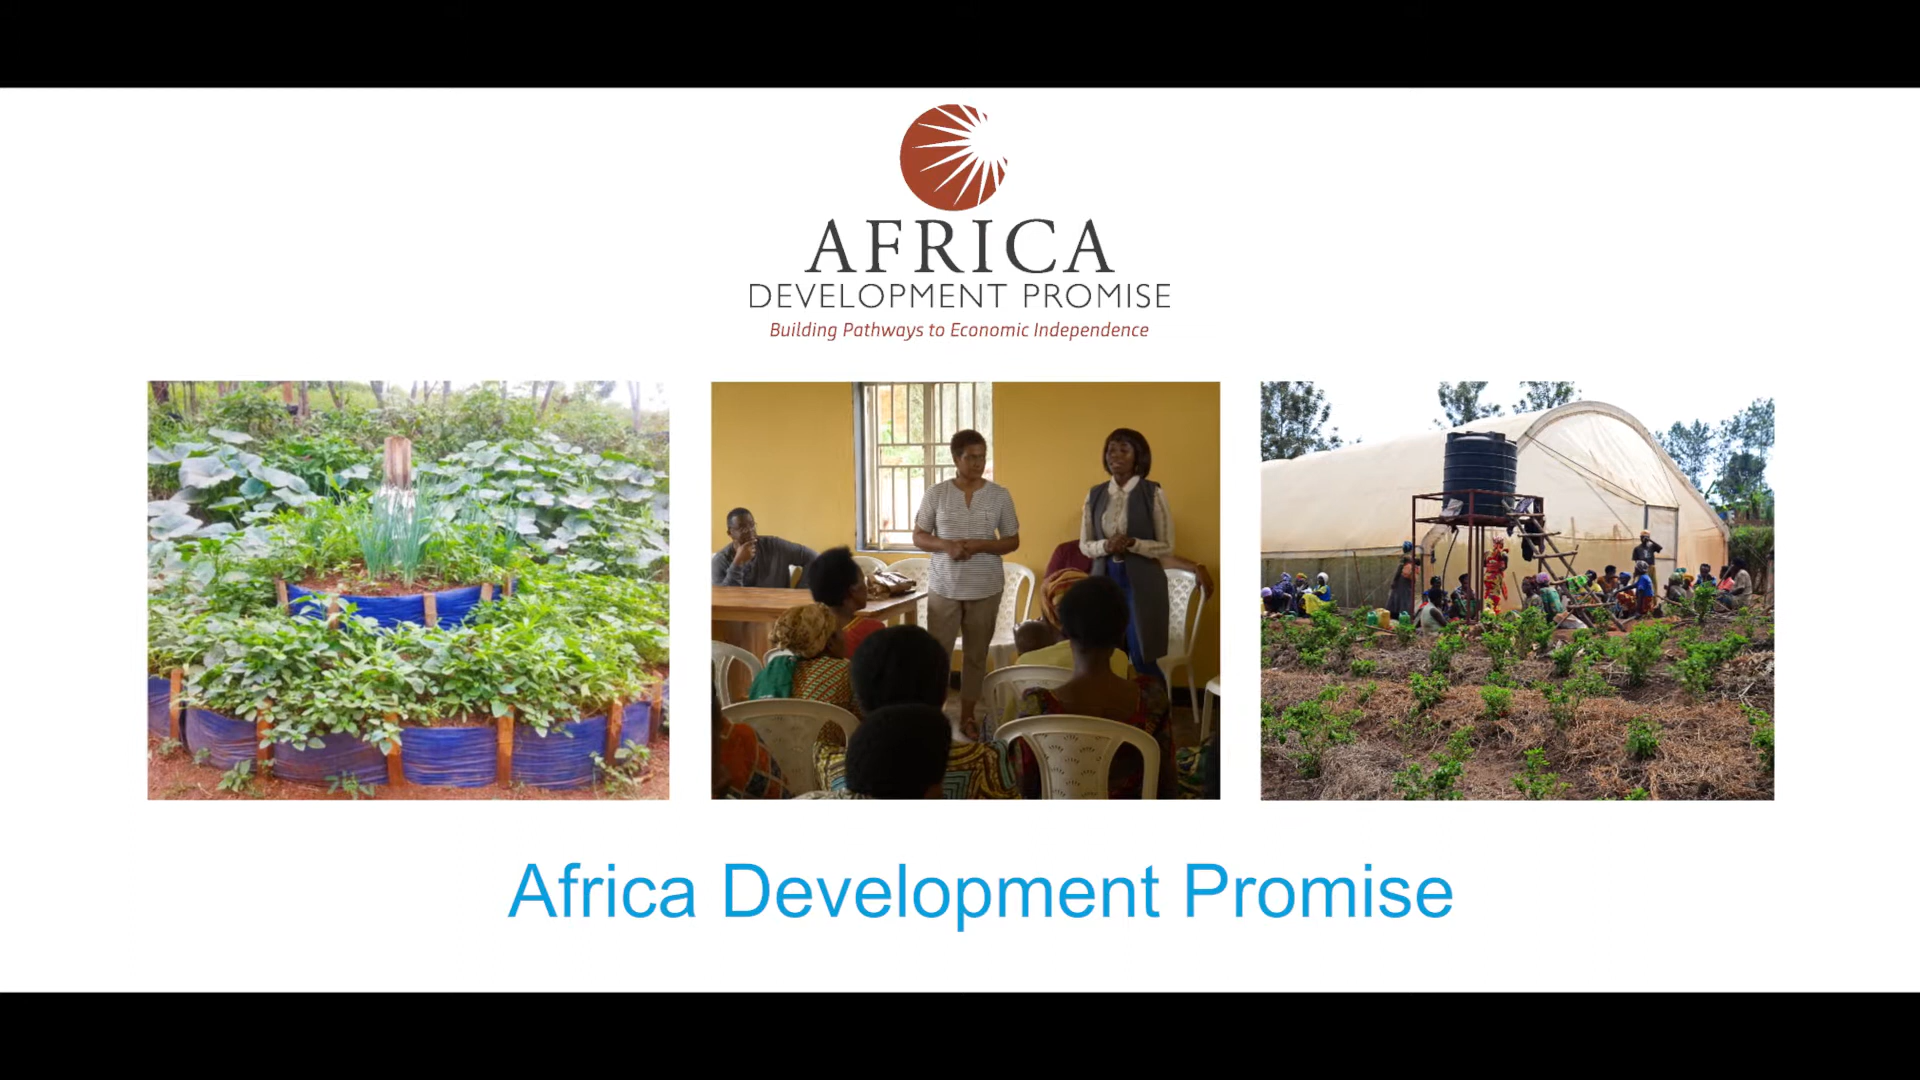 AFRICA
DEVELOPMENT PROMISE
Building Pathways to Economic Independence
Africa Development Promise